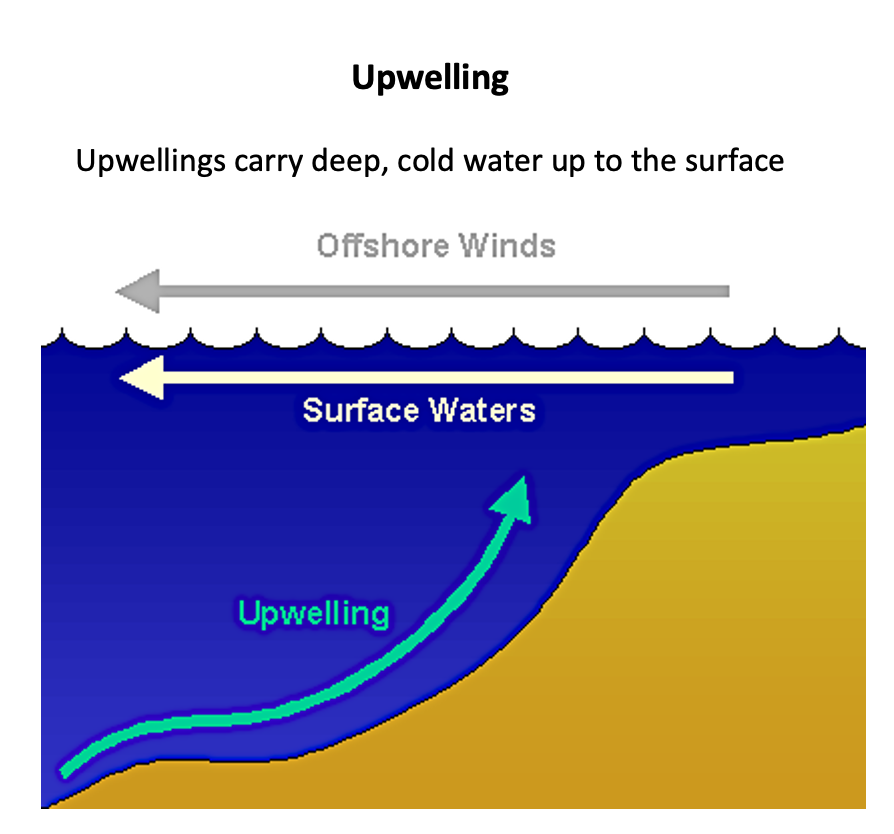 Upwelling
Upwellings carry deep, cold water up to the surface
Offshore Winds
Surface Waters
Upwelling